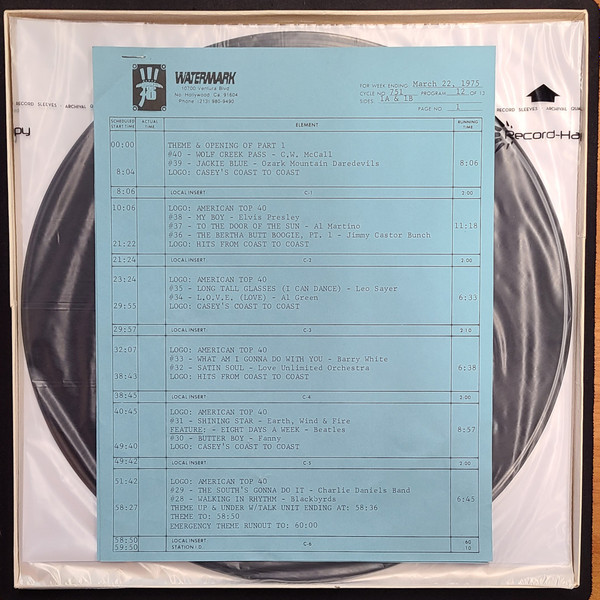 RECORD SLEEVES - ARCHIVAL QUA
py
RECORD SLEEVES - ARCHIVAL QUAL
Record-Hap
WATERMARK
10700 Ventura Blvd.
No. Hollywood, Ca. 91604
Phone: (213) 980-9490
FOR WEEK ENDING: March 22, 1975
CYCLE NO. 751 PROGRAM 12 OF 13
SIDES: 1A & 1B
PAGE NO. 1
SCHEDULED START TIME ACTUAL TIME ELEMENT RUNNING TIME
00:00 THEME & OPENING OF PART 1
#40 - WOLF CREEK PASS - C.W. McCall
#39 - JACKIE BLUE - Ozark Mountain Daredevils 8:06
8:04 LOGO: CASEY'S COAST TO COAST
8:06 LOCAL INSERT: C-1 2:00
10:06 LOGO: AMERICAN TOP 40
#38 - MY BOY - Elvis Presley
#37 - TO THE DOOR OF THE SUN - Al Martino 11:18
#36 - THE BERTHA BUTT BOOGIE, PT. 1 - Jimmy Castor Bunch
21:22 LOGO: HITS FROM COAST TO COAST
21:24 LOCAL INSERT: C-2 2:00
23:24 LOGO: AMERICAN TOP 40
#35 - LONG TALL GLASSES (I CAN DANCE) - Leo Sayer
#34 - L.O.V.E. (LOVE) - Al Green 6:33
29:55 LOGO: CASEY'S COAST TO COAST
29:57 LOCAL INSERT: C-3 2:10
32:07 LOGO: AMERICAN TOP 40
#33 - WHAT AM I GONNA DO WITH YOU - Barry White
#32 - SATIN SOUL - Love Unlimited Orchestra 6:38
38:43 LOGO: HITS FROM COAST TO COAST
38:45 LOCAL INSERT: C-4 2:00
40:45 LOGO: AMERICAN TOP 40
#31 - SHINING STAR - Earth, Wind & Fire
FEATURE: - EIGHT DAYS A WEEK - Beatles 8:57
#30 - BUTTER BOY - Fanny
49:40 LOGO: CASEY'S COAST TO COAST
49:42 LOCAL INSERT: C-5 2:00
51:42 LOGO: AMERICAN TOP 40
#29 - THE SOUTH'S GONNA DO IT - Charlie Daniels Band
#28 - WALKING IN RHYTHM - Blackbyrds 6:45
58:27 THEME UP & UNDER W/TALK UNIT ENDING AT: 58:36
THEME TO: 58:50
EMERGENCY THEME RUNOUT TO: 60:00
58:50 LOCAL INSERT: C-6 :60
59:50 STATION I.D. :10